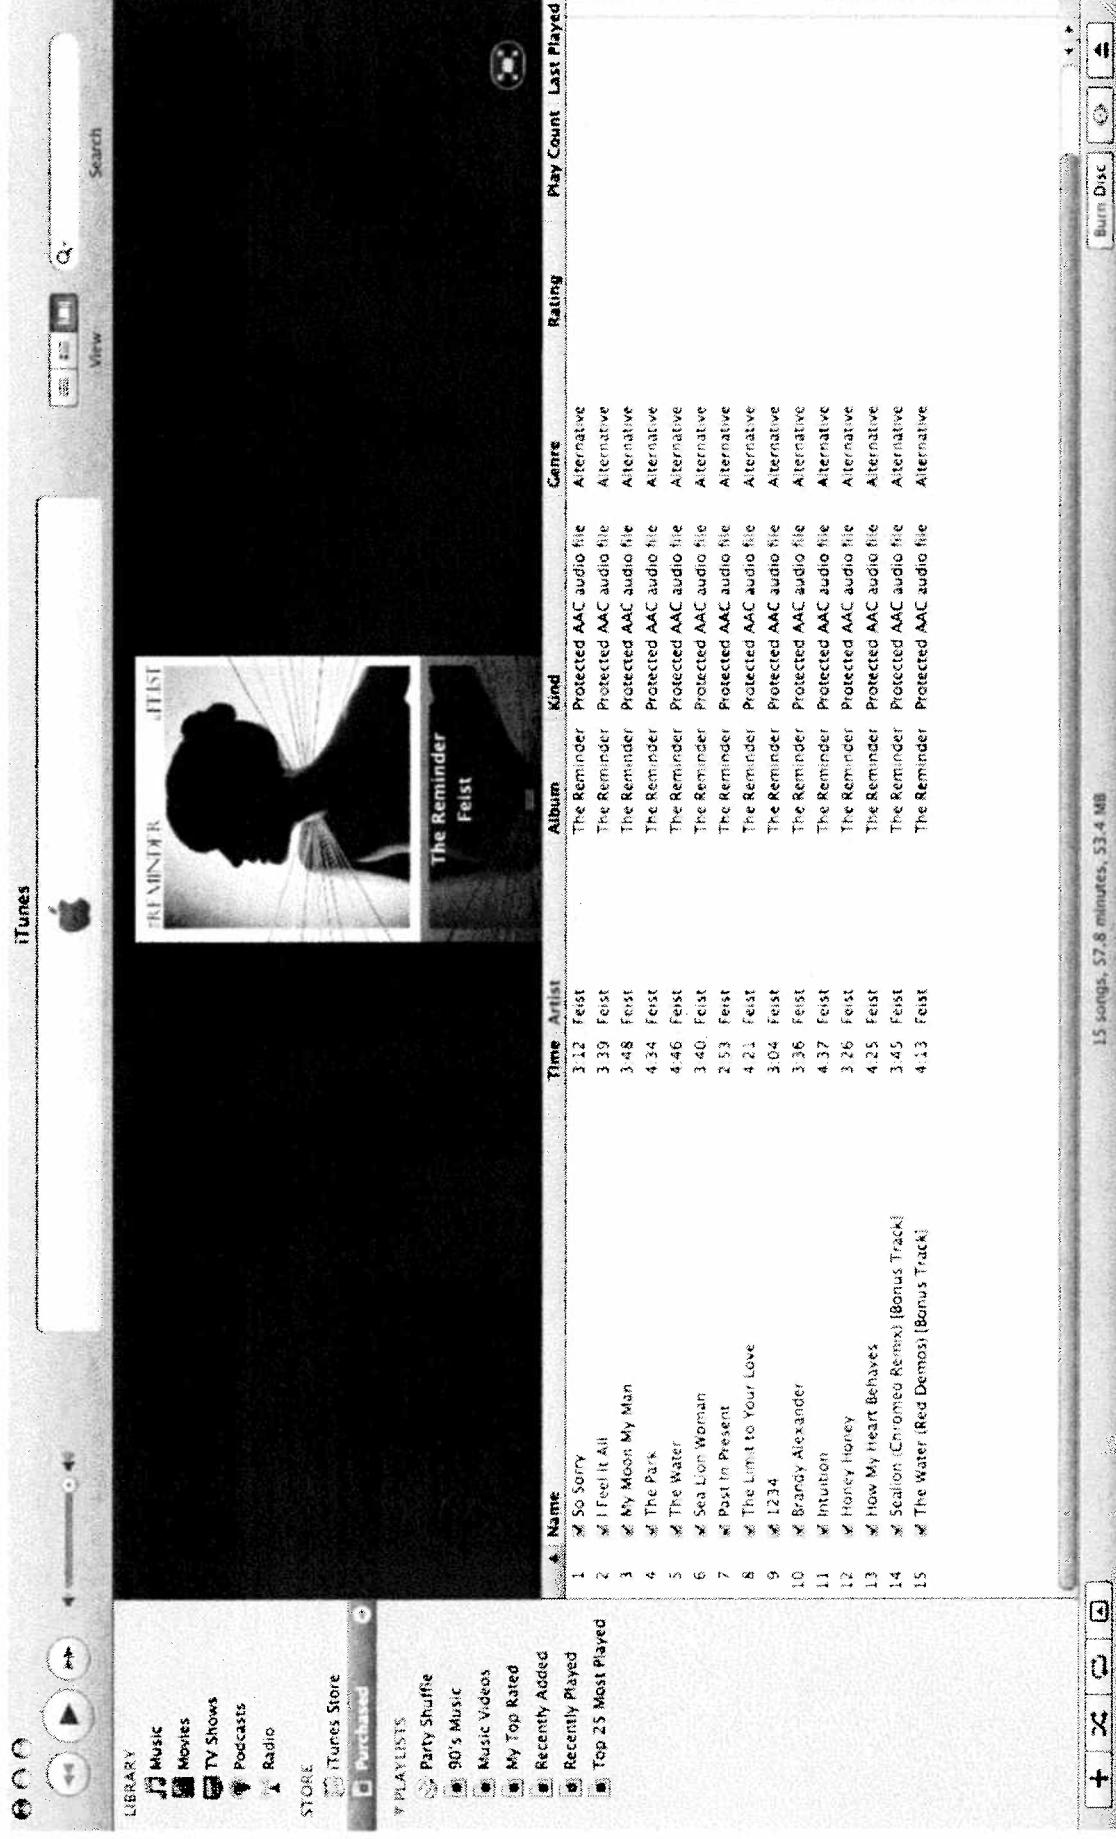 iTunes
Search
View
LIBRARY
Music
Movies
TV Shows
Podcasts
Radio
STORE
iTunes Store
Purchased
PLAYLISTS
Party Shuffle
90's Music
Music Videos
My Top Rated
Recently Added
Recently Played
Top 25 Most Played
THE REMINDER FEIST
The Reminder
Feist
Name Time Artist Album Kind Genre Rating Play Count Last Played
1 So Sorry 3:12 Feist The Reminder Protected AAC audio file Alternative
2 I Feel It All 3:39 Feist The Reminder Protected AAC audio file Alternative
3 My Moon My Man 3:48 Feist The Reminder Protected AAC audio file Alternative
4 The Park 4:34 Feist The Reminder Protected AAC audio file Alternative
5 The Water 4:46 Feist The Reminder Protected AAC audio file Alternative
6 Sea Lion Woman 3:40 Feist The Reminder Protected AAC audio file Alternative
7 Past In Present 2:53 Feist The Reminder Protected AAC audio file Alternative
8 The Limit to Your Love 4:21 Feist The Reminder Protected AAC audio file Alternative
9 1234 3:04 Feist The Reminder Protected AAC audio file Alternative
10 Brandy Alexander 3:36 Feist The Reminder Protected AAC audio file Alternative
11 Intuition 4:37 Feist The Reminder Protected AAC audio file Alternative
12 Honey Honey 3:26 Feist The Reminder Protected AAC audio file Alternative
13 How My Heart Behaves 4:25 Feist The Reminder Protected AAC audio file Alternative
14 Sealion (Chromeo Remix) [Bonus Track] 3:45 Feist The Reminder Protected AAC audio file Alternative
15 The Water (Red Demos) [Bonus Track] 4:13 Feist The Reminder Protected AAC audio file Alternative
15 songs, 57.8 minutes, 53.4 MB
Burn Disc